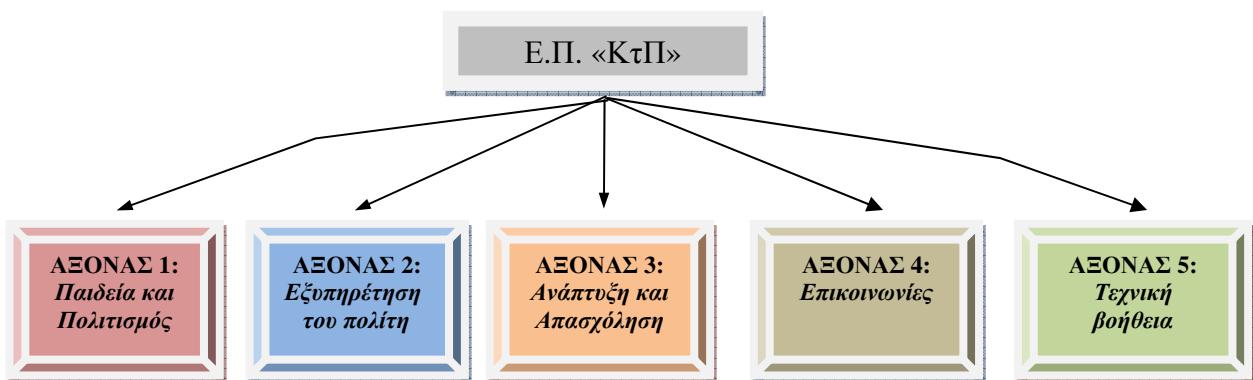 Ε.Π. «ΚτΠ»
ΑΞΟΝΑΣ 1:
Παιδεία και
Πολιτισμός
ΑΞΟΝΑΣ 2:
Εξυπηρέτηση
του πολίτη
ΑΞΟΝΑΣ 3:
Ανάπτυξη και
Απασχόληση
ΑΞΟΝΑΣ 4:
Επικοινωνίες
ΑΞΟΝΑΣ 5:
Τεχνική
βοήθεια